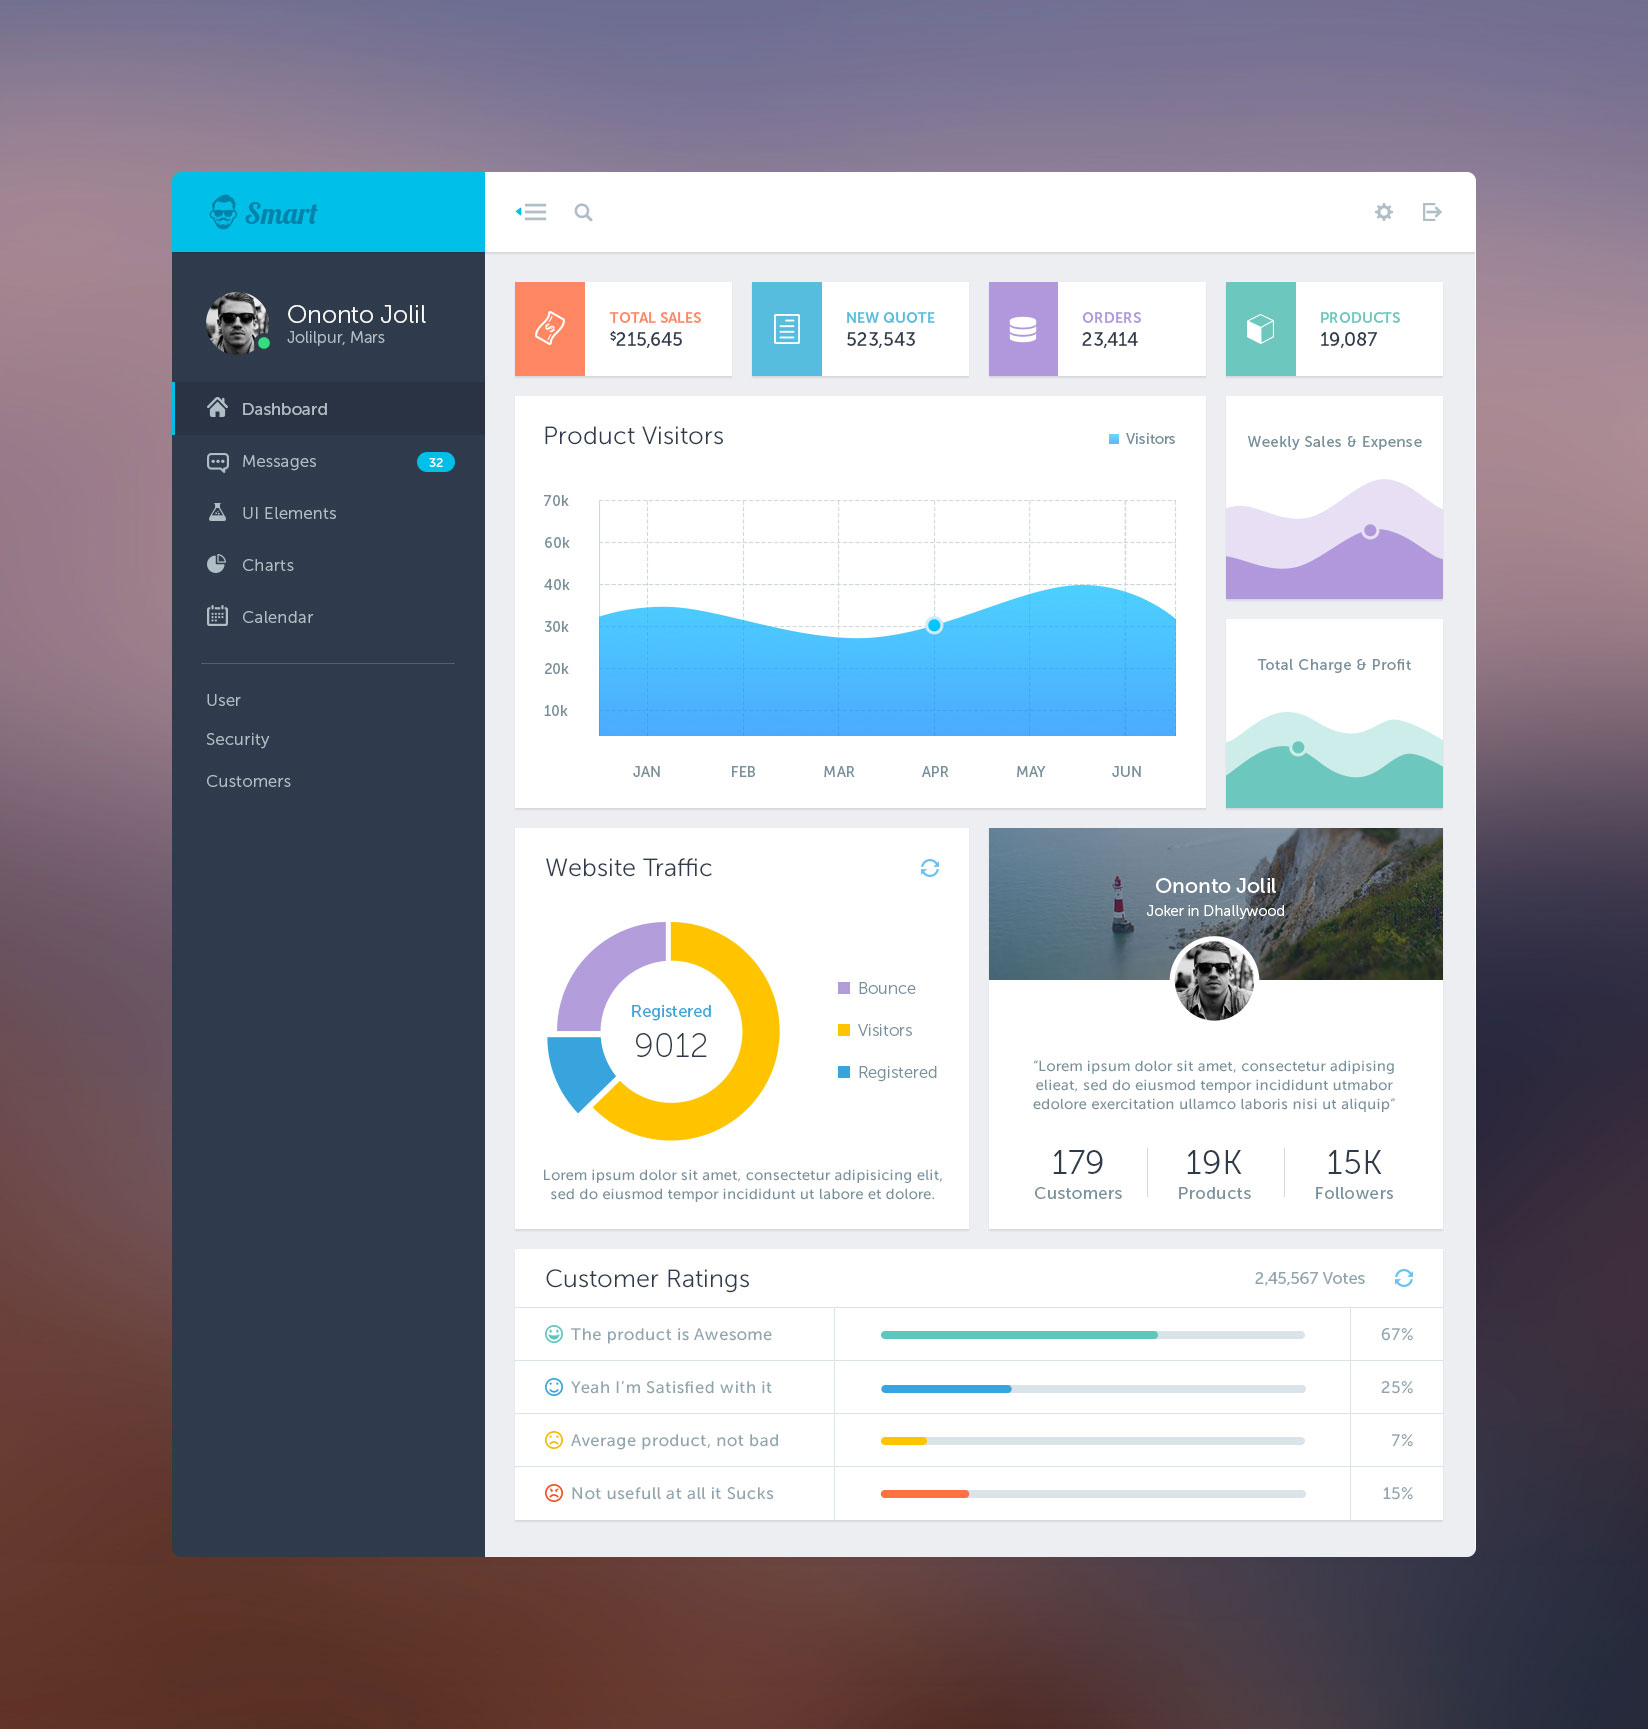 Smart
Ononto Jolil
Jolilpur, Mars
Dashboard
Messages
32
UI Elements
Charts
Calendar
User
Security
Customers
TOTAL SALES
$215,645
NEW QUOTE
523,543
ORDERS
23,414
PRODUCTS
19,087
Product Visitors
Visitors
70k
60k
40k
30k
20k
10k
JAN
FEB
MAR
APR
MAY
JUN
Weekly Sales & Expense
Total Charge & Profit
Website Traffic
Registered
9012
Bounce
Visitors
Registered
Lorem ipsum dolor sit amet, consectetur adipisicing elit,
sed do eiusmod tempor incididunt ut labore et dolore.
Ononto Jolil
Joker in Dhallywood
“Lorem ipsum dolor sit amet, consectetur adipising
elieat, sed do eiusmod tempor incididunt utmabor
edolore exercitation ullamco laboris nisi ut aliquip”
179
Customers
19K
Products
15K
Followers
Customer Ratings
2,45,567 Votes
The product is Awesome
67%
Yeah I’m Satisfied with it
25%
Average product, not bad
7%
Not usefull at all it Sucks
15%